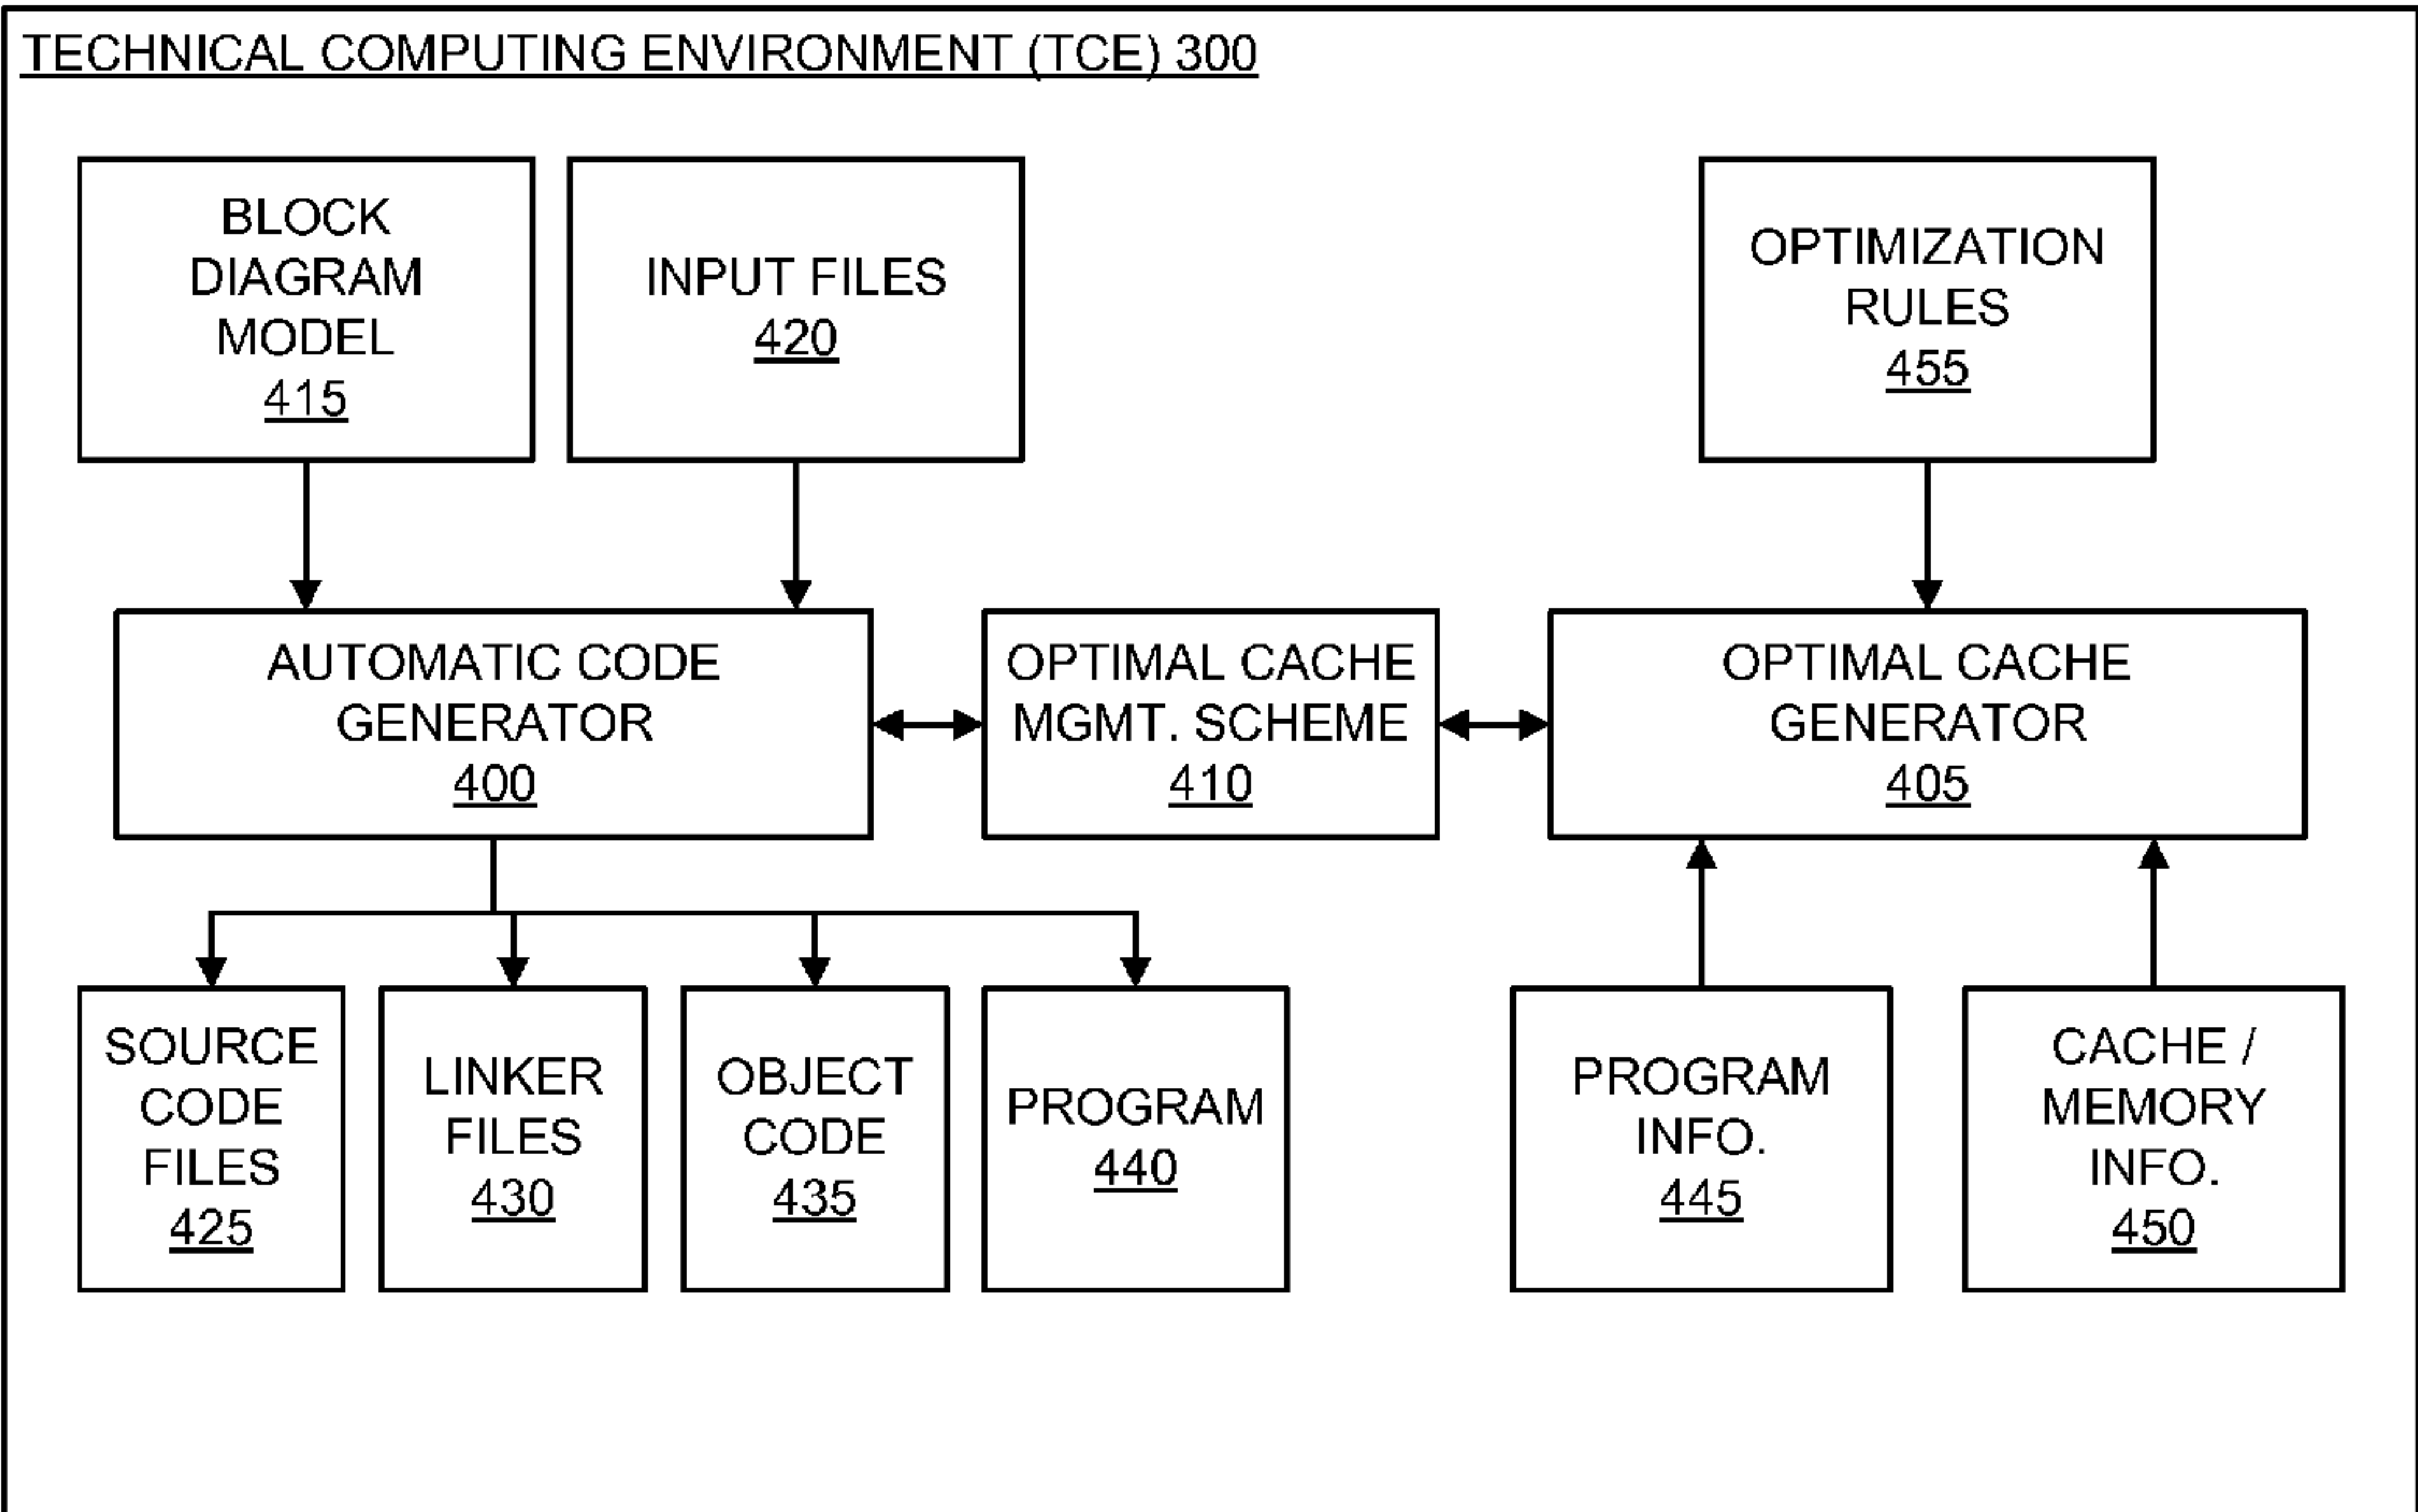 TECHNICAL COMPUTING ENVIRONMENT (TCE) 300
BLOCK
DIAGRAM
MODEL
415
INPUT FILES
420
OPTIMIZATION
RULES
455
AUTOMATIC CODE
GENERATOR
400
OPTIMAL CACHE
MGMT. SCHEME
410
OPTIMAL CACHE
GENERATOR
405
SOURCE
CODE
FILES
425
LINKER
FILES
430
OBJECT
CODE
435
PROGRAM
440
PROGRAM
INFO.
445
CACHE /
MEMORY
INFO.
450